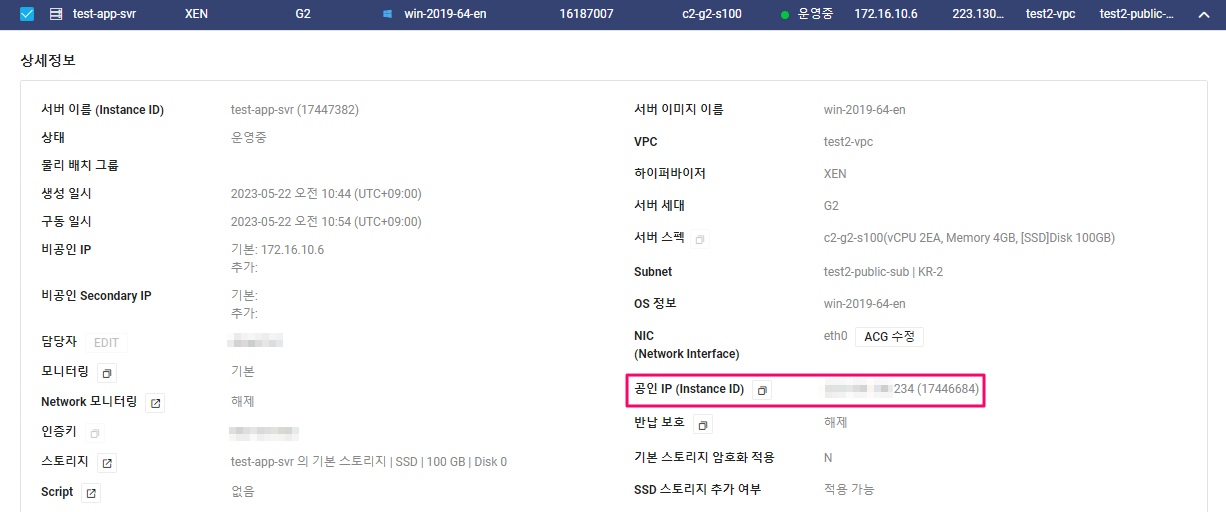 test-app-svr XEN G2 win-2019-64-en 16187007 c2-g2-s100 운영중 172.16.10.6 223.130... test2-vpc test2-public-...
상세정보
서버 이름 (Instance ID) test-app-svr (17447382)
상태 운영중
물리 배치 그룹
생성 일시 2023-05-22 오전 10:44 (UTC+09:00)
구동 일시 2023-05-22 오전 10:54 (UTC+09:00)
비공인 IP 기본: 172.16.10.6
추가:
비공인 Secondary IP 기본:
추가:
담당자 EDIT
모니터링 기본
Network 모니터링 해제
인증키
스토리지 test-app-svr 의 기본 스토리지 | SSD | 100 GB | Disk 0
Script 없음
서버 이미지 이름 win-2019-64-en
VPC test2-vpc
하이퍼바이저 XEN
서버 세대 G2
서버 스펙 c2-g2-s100(vCPU 2EA, Memory 4GB, [SSD]Disk 100GB)
Subnet test2-public-sub | KR-2
OS 정보 win-2019-64-en
NIC eth0 ACG 수정
(Network Interface)
공인 IP (Instance ID) 234 (17446684)
반납 보호 해제
기본 스토리지 암호화 적용 N
SSD 스토리지 추가 여부 적용 가능